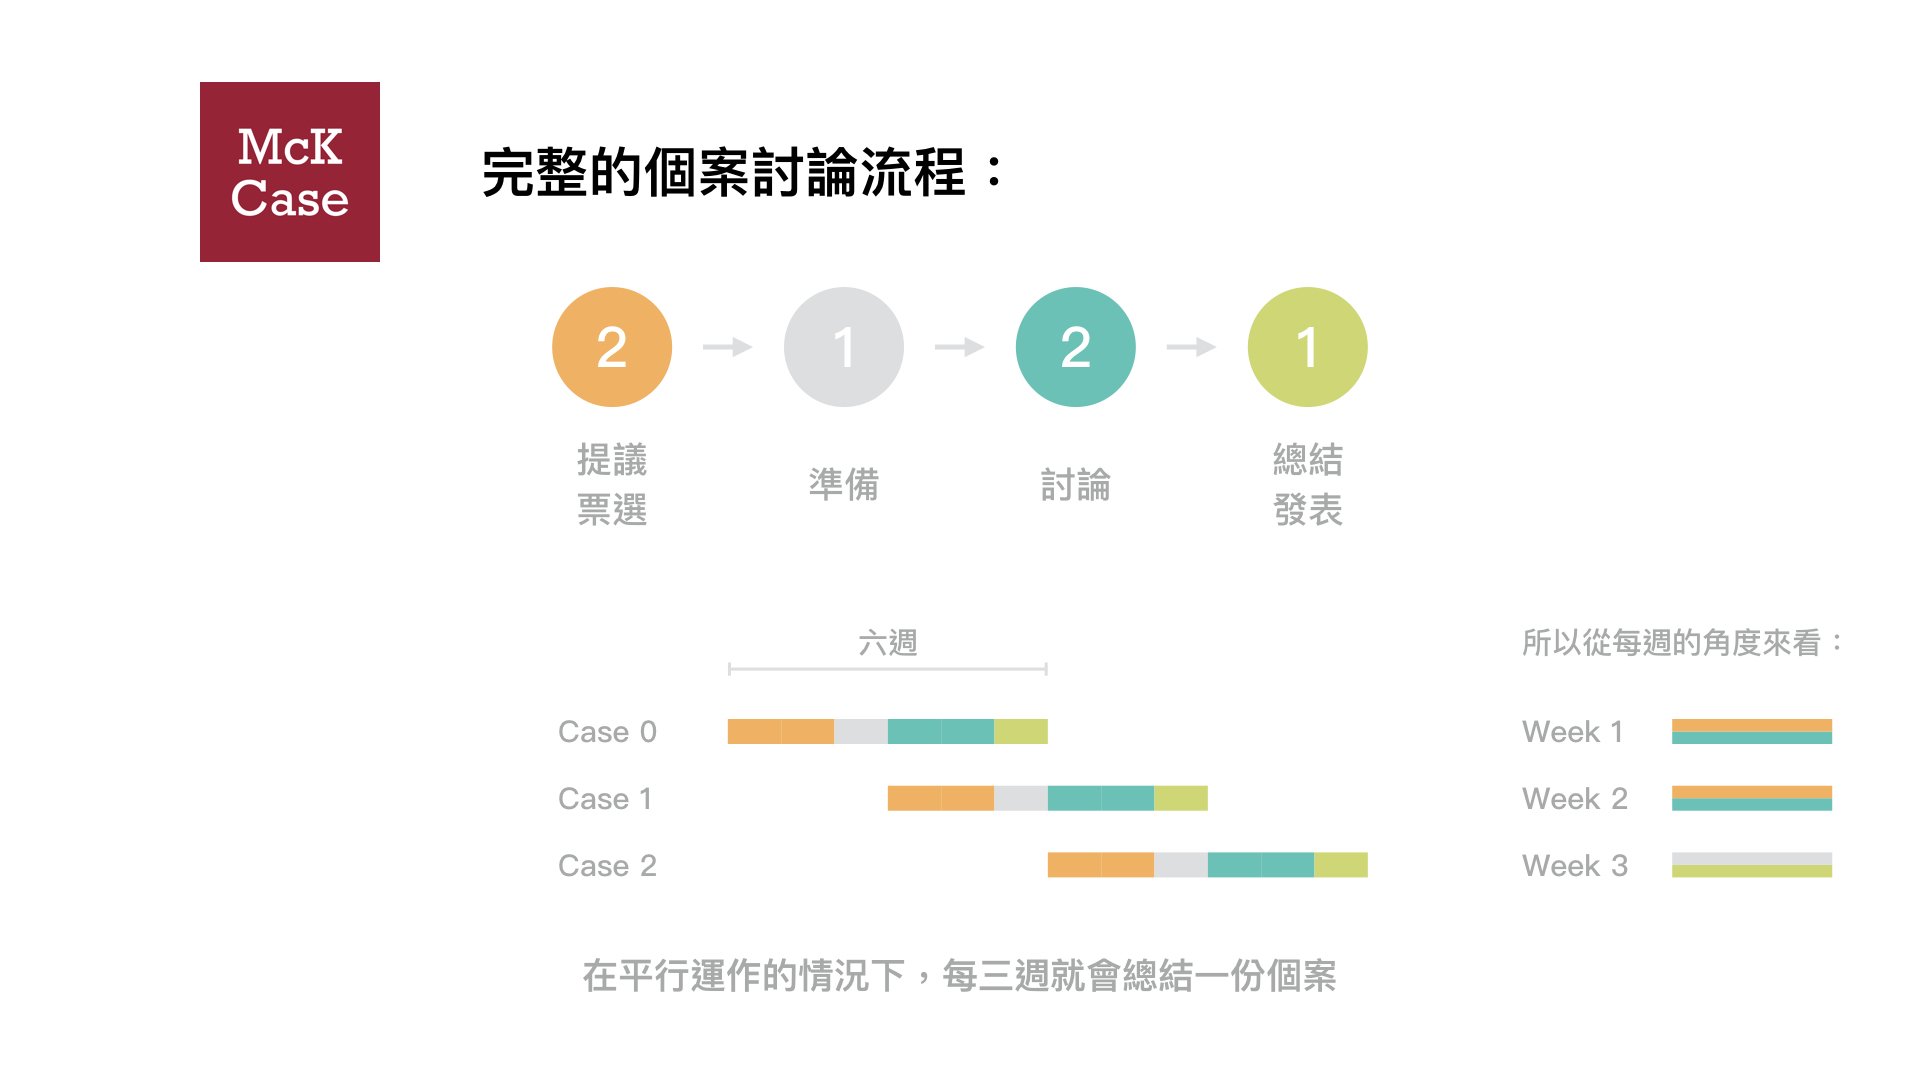 McK
Case
完整的個案討論流程：
2
1
2
1
提議
票選
準備
討論
總結
發表
六週
Case 0
Case 1
Case 2
所以從每週的角度來看：
Week 1
Week 2
Week 3
在平行運作的情況下，每三週就會總結一份個案